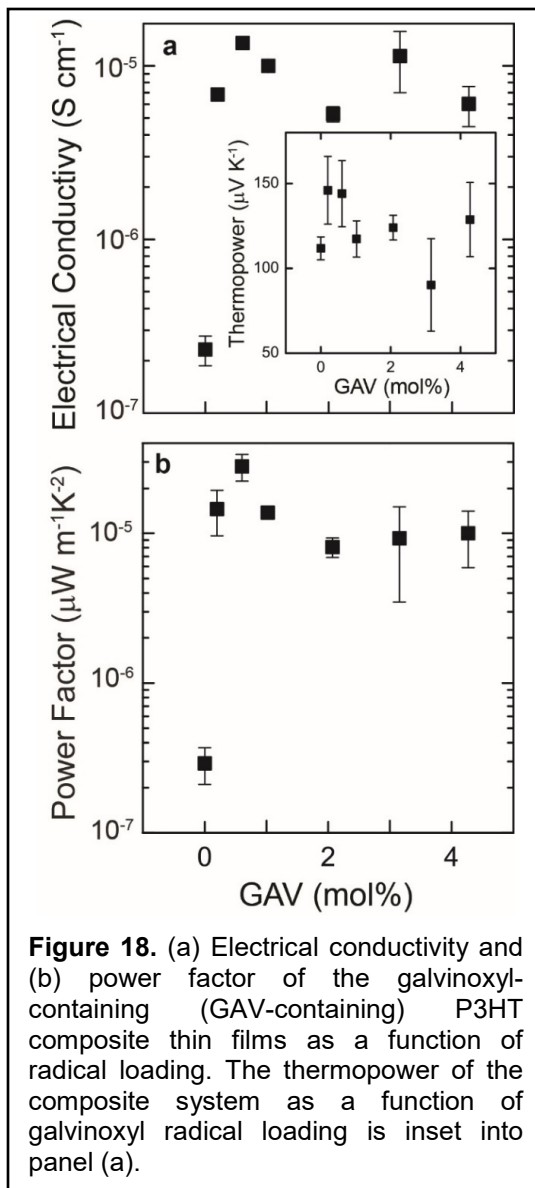 a
10⁻⁵
10⁻⁶
10⁻⁷
Electrical Conductivy (S cm⁻¹)
150
100
50
Thermopower (μV K⁻¹)
0 2 4
GAV (mol%)
b
10⁻⁵
10⁻⁶
10⁻⁷
Power Factor (μW m⁻¹K⁻²)
0 2 4
GAV (mol%)
Figure 18. (a) Electrical conductivity and
(b) power factor of the galvinoxyl-
containing (GAV-containing) P3HT
composite thin films as a function of
radical loading. The thermopower of the
composite system as a function of
galvinoxyl radical loading is inset into
panel (a).